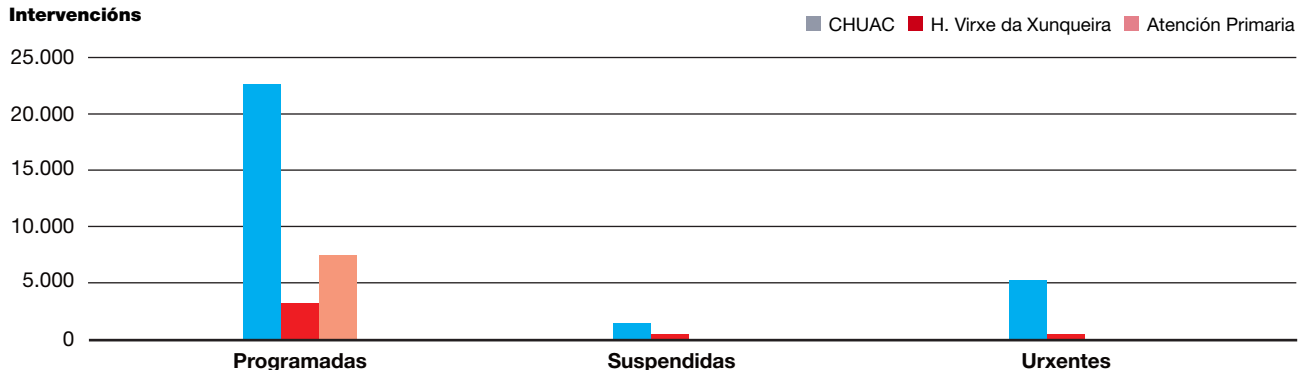 Intervencións
CHUAC H. Virxe da Xunqueira Atención Primaria
25.000
20.000
15.000
10.000
5.000
0
Programadas Suspendidas Urxentes